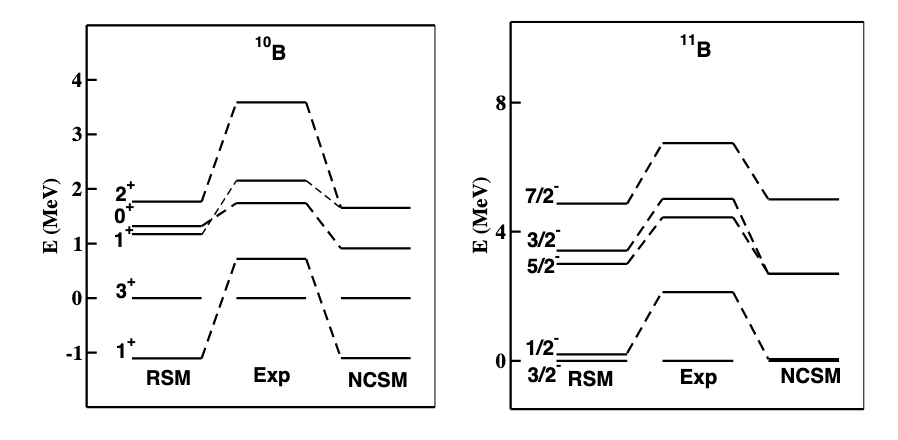 ¹⁰B
E (MeV)
4
3
2
1
0
-1
2⁺
0⁺
1⁺
3⁺
1⁺
RSM
Exp
NCSM
¹¹B
E (MeV)
8
4
0
7/2⁻
3/2⁻
5/2⁻
1/2⁻
3/2⁻
RSM
Exp
NCSM